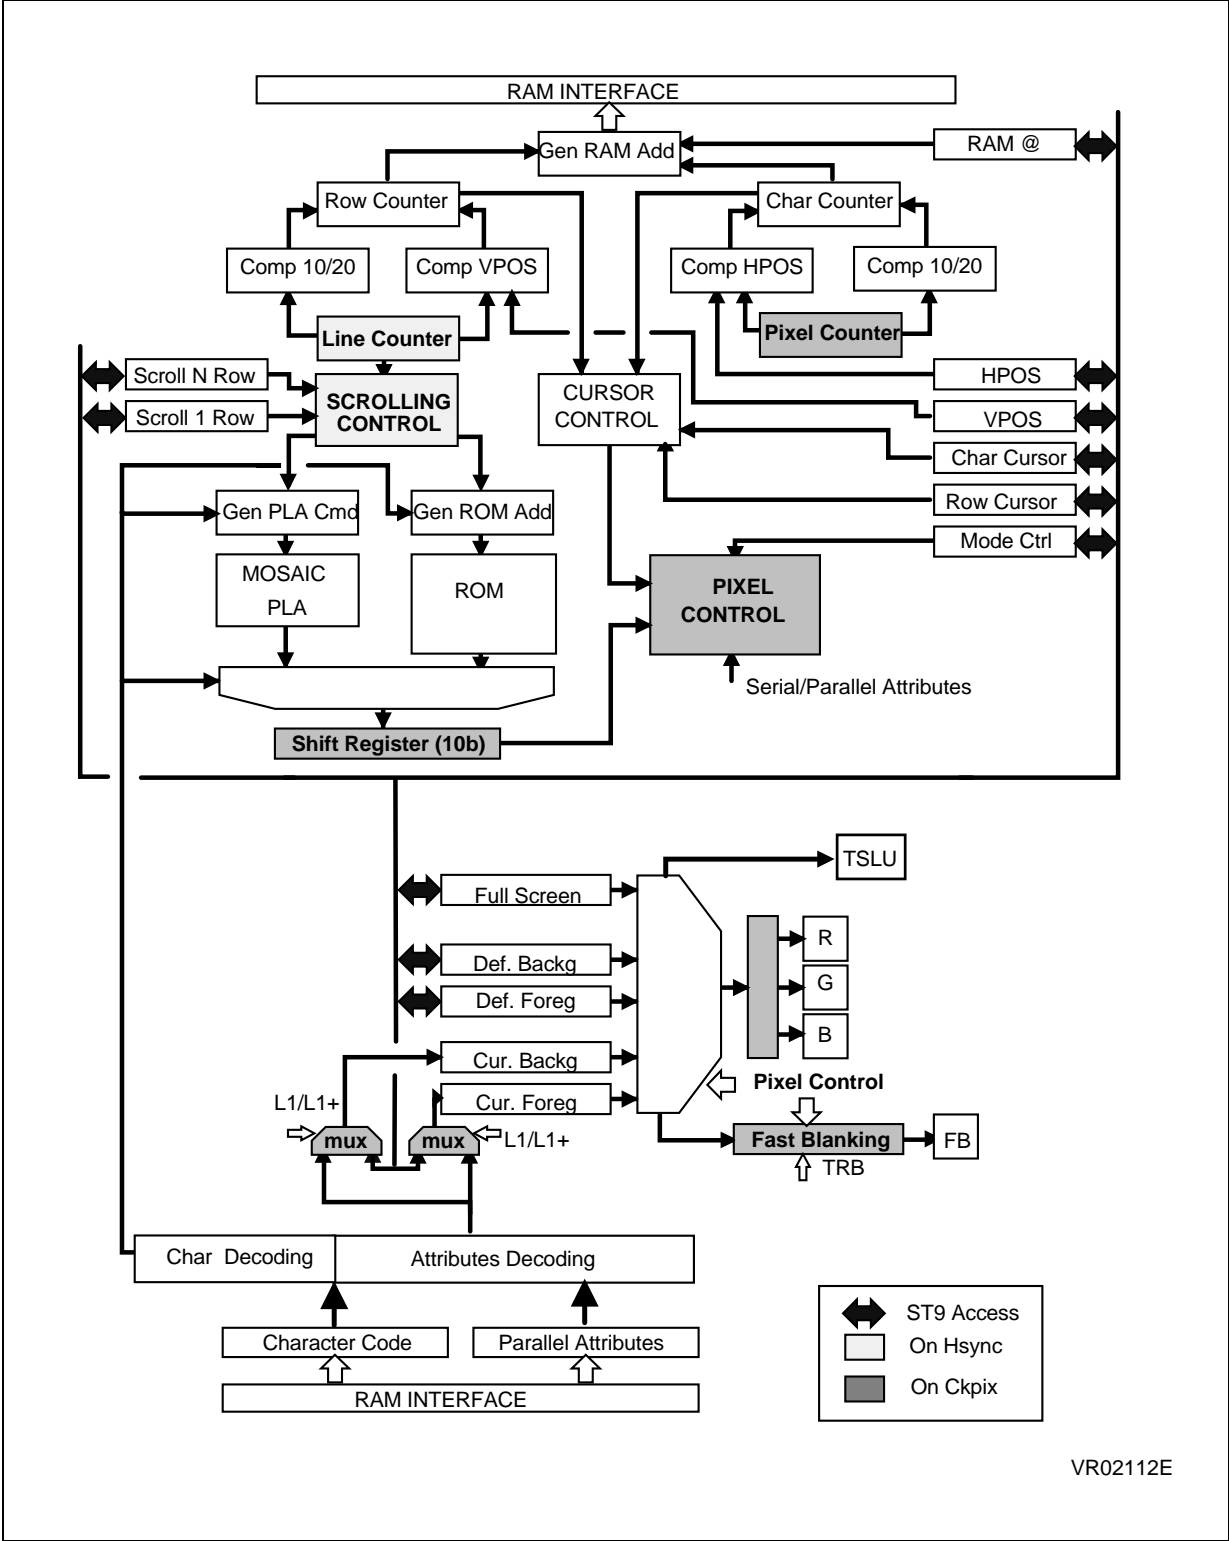 RAM INTERFACE
Gen RAM Add
RAM @
Row Counter
Char Counter
Comp 10/20
Comp VPOS
Comp HPOS
Comp 10/20
Line Counter
Pixel Counter
Scroll N Row
SCROLLING
CONTROL
CURSOR
CONTROL
HPOS
Scroll 1 Row
VPOS
Char Cursor
Row Cursor
Gen PLA Cmd
Gen ROM Add
Mode Ctrl
MOSAIC
PLA
ROM
PIXEL
CONTROL
Serial/Parallel Attributes
Shift Register (10b)
TSLU
Full Screen
R
Def. Backg
G
Def. Foreg
B
Cur. Backg
Pixel Control
L1/L1+
Cur. Foreg
mux
mux
L1/L1+
Fast Blanking
FB
TRB
Char Decoding
Attributes Decoding
Character Code
Parallel Attributes
RAM INTERFACE
ST9 Access
On Hsync
On Ckpix
VR02112E